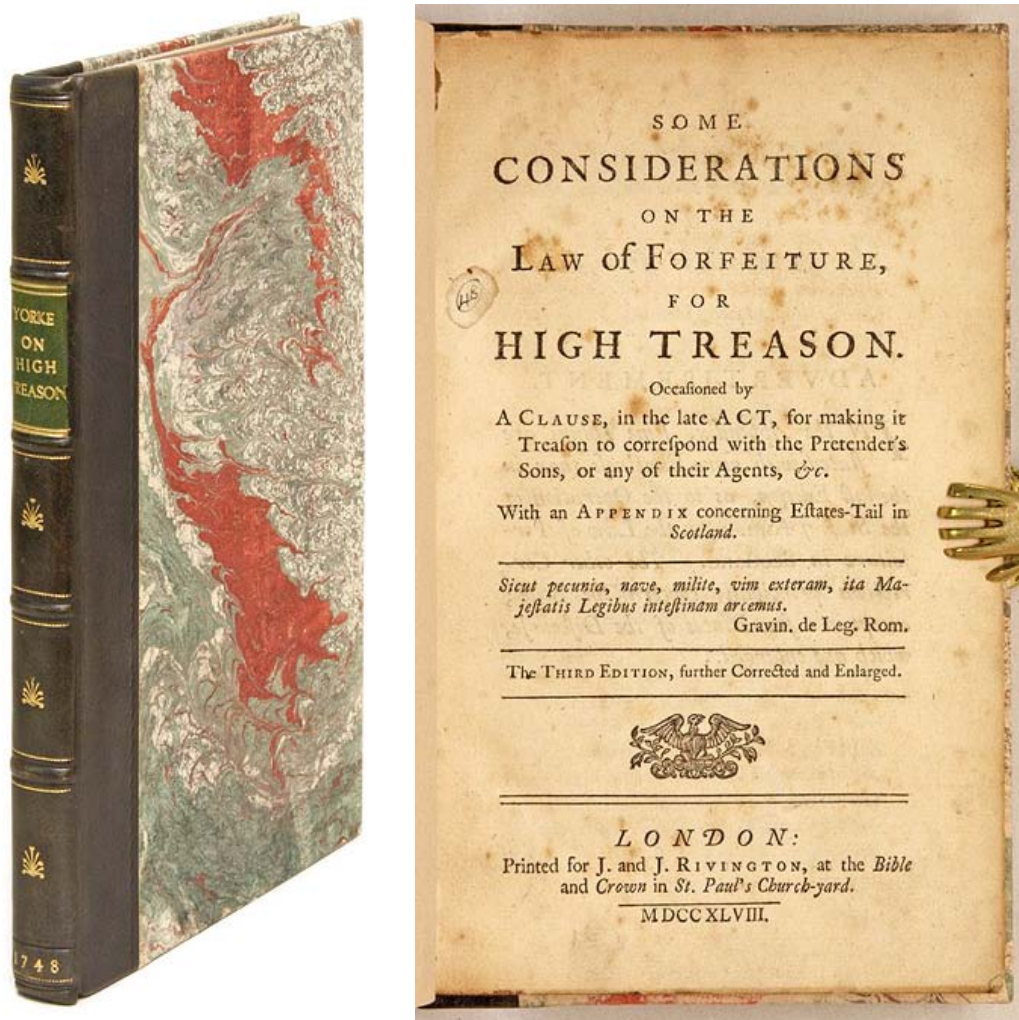 YORKE
ON
HIGH
TREASON
1748
SOME
CONSIDERATIONS
ON THE
LAW of FORFEITURE,
FOR
HIGH TREASON.
Occaſioned by
A CLAUSE, in the late ACT, for making it
Treaſon to correſpond with the Pretender's
Sons, or any of their Agents, &c.
With an APPENDIX concerning Eſtates-Tail in
Scotland.
Sicut pecunia, nave, milite, vim exteram, ita Ma-
jeſtatis Legibus inteſtinam arcemus.
Gravin. de Leg. Rom.
The THIRD EDITION, further Corrected and Enlarged.
LONDON:
Printed for J. and J. RIVINGTON, at the Bible
and Crown in St. Paul's Church-yard.
MDCCXLVIII.